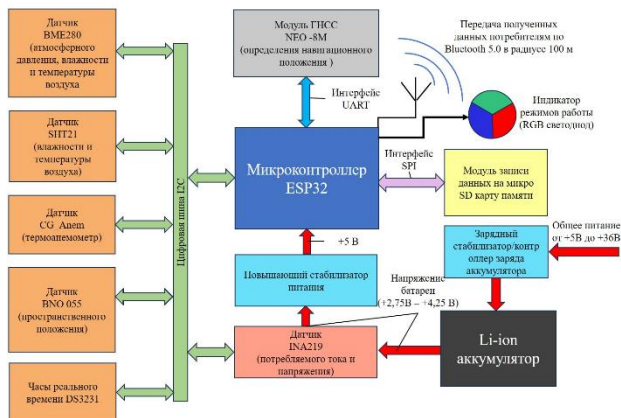 Датчик
BME280
(атмосферного
давления, влажности
и температуры
воздуха
Датчик
SHT21
(влажности и
температуры
воздуха)
Датчик
CG_Anem
(термоанемометр)
Датчик
BNO 055
(пространственного
положения)
Часы реального
времени DS3231
Цифровая шина I2C
Модуль ГНСС
NEO -8M
(определения навигационного
положения )
Интерфейс
UART
Микроконтроллер
ESP32
+5 В
Повышающий стабилизатор
питания
Датчик
INA219
(потребляемого тока и
напряжения)
Передача полученных
данных потребителям по
Bluetooth 5.0 в радиусе 100 м
Индикатор
режимов работы
(RGB светодиод)
Интерфейс
SPI
Модуль записи
данных на микро
SD карту памяти
Зарядный
стабилизатор/контр
оллер заряда
аккумулятора
Общее питание
от +5В до +36В
Напряжение
батареи
(+2,75В – +4,25 В)
Li-ion
аккумулятор